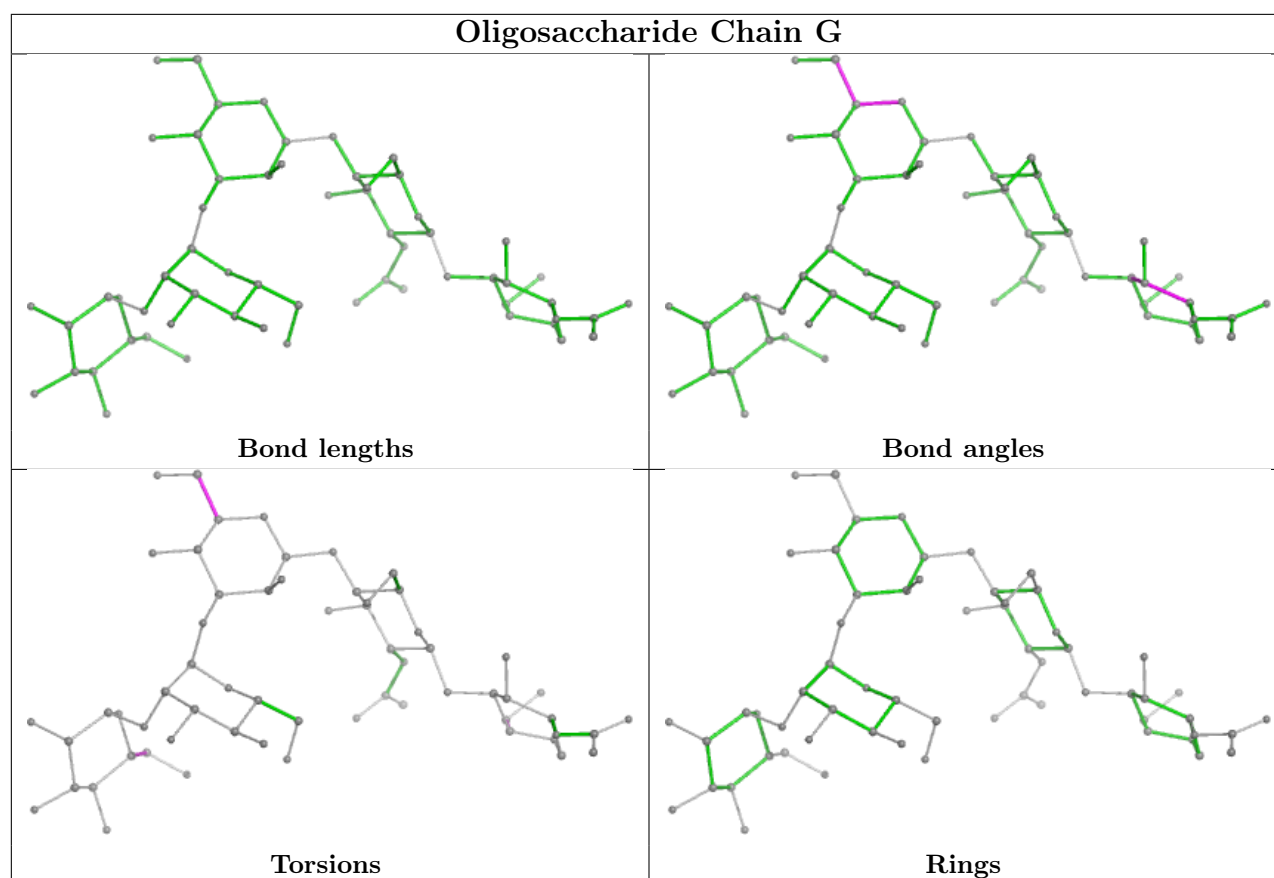 Oligosaccharide Chain G
Bond lengths
Bond angles
Torsions
Rings